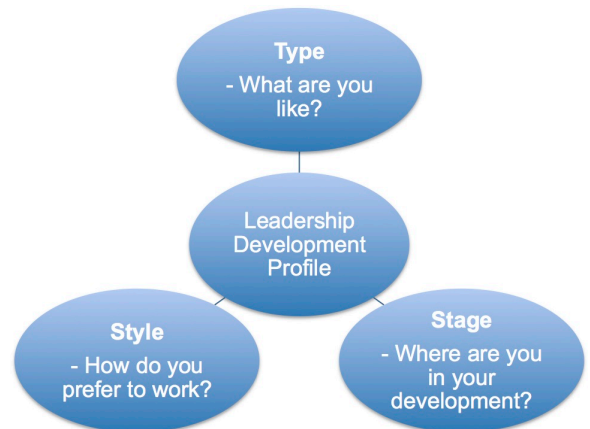 Type
- What are you
like?
Leadership
Development
Profile
Style
- How do you
prefer to work?
Stage
- Where are you
in your
development?